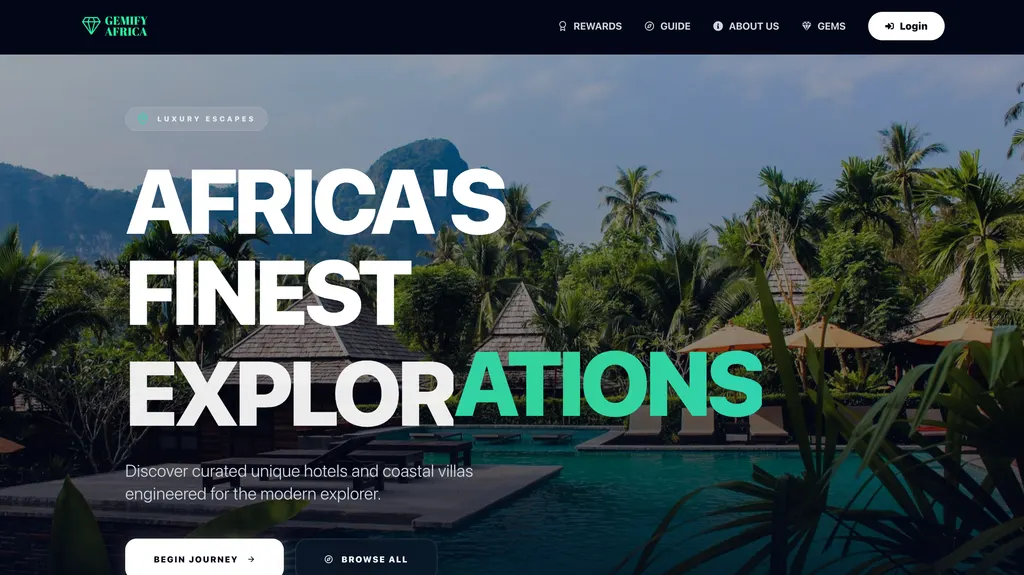 GEMIFY
AFRICA
REWARDS
GUIDE
ABOUT US
GEMS
Login
LUXURY ESCAPES
AFRICA'S
FINEST
EXPLORATIONS
Discover curated unique hotels and coastal villas
engineered for the modern explorer.
BEGIN JOURNEY
BROWSE ALL